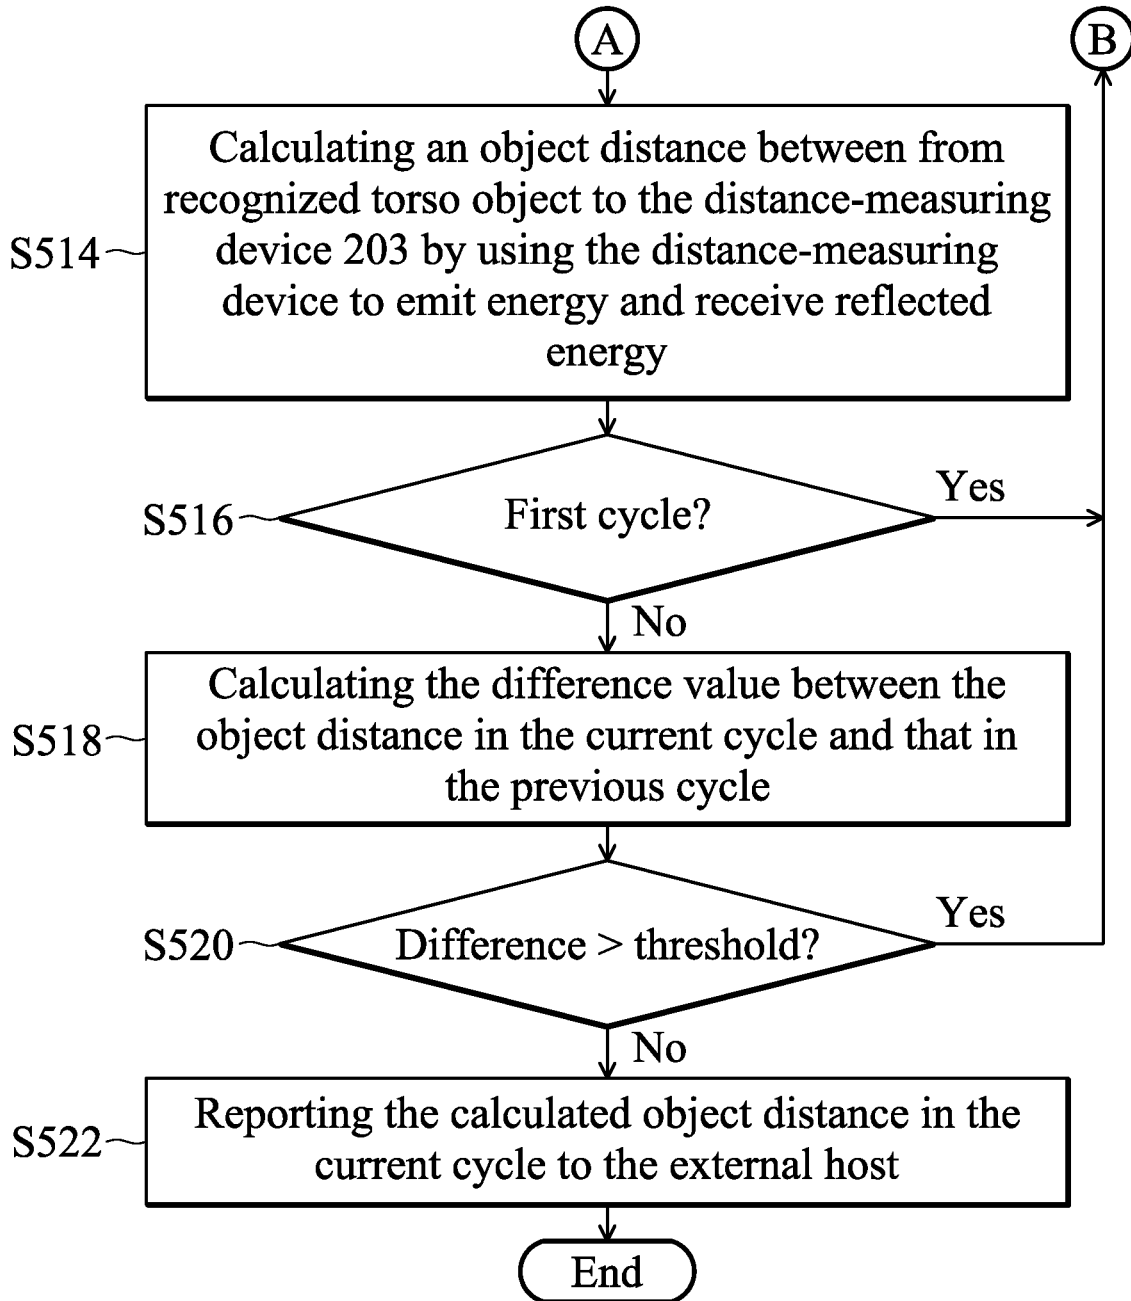 A
B
Calculating an object distance between from
recognized torso object to the distance-measuring
S514
device 203 by using the distance-measuring
device to emit energy and receive reflected
energy
Yes
S516
First cycle?
No
Calculating the difference value between the
S518
object distance in the current cycle and that in
the previous cycle
Yes
S520
Difference > threshold?
No
Reporting the calculated object distance in the
S522
current cycle to the external host
End